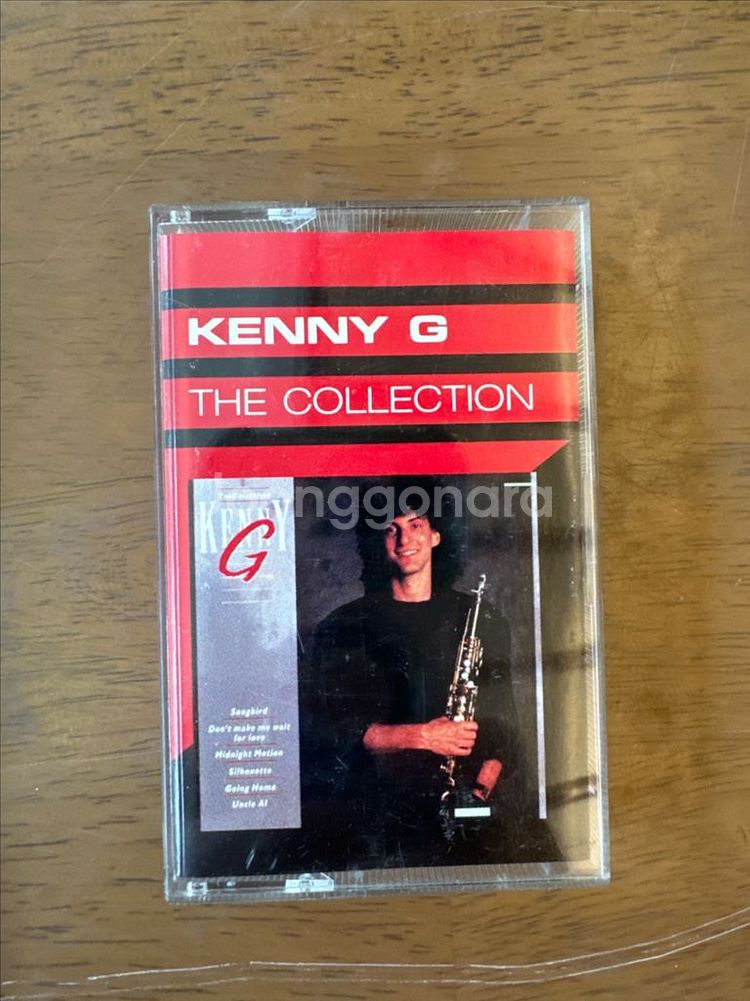 KENNY G
THE COLLECTION
KENNY
G
Songbird
Don't make me wait
for love
Midnight Motion
Silhouette
Going Home
Uncle Al